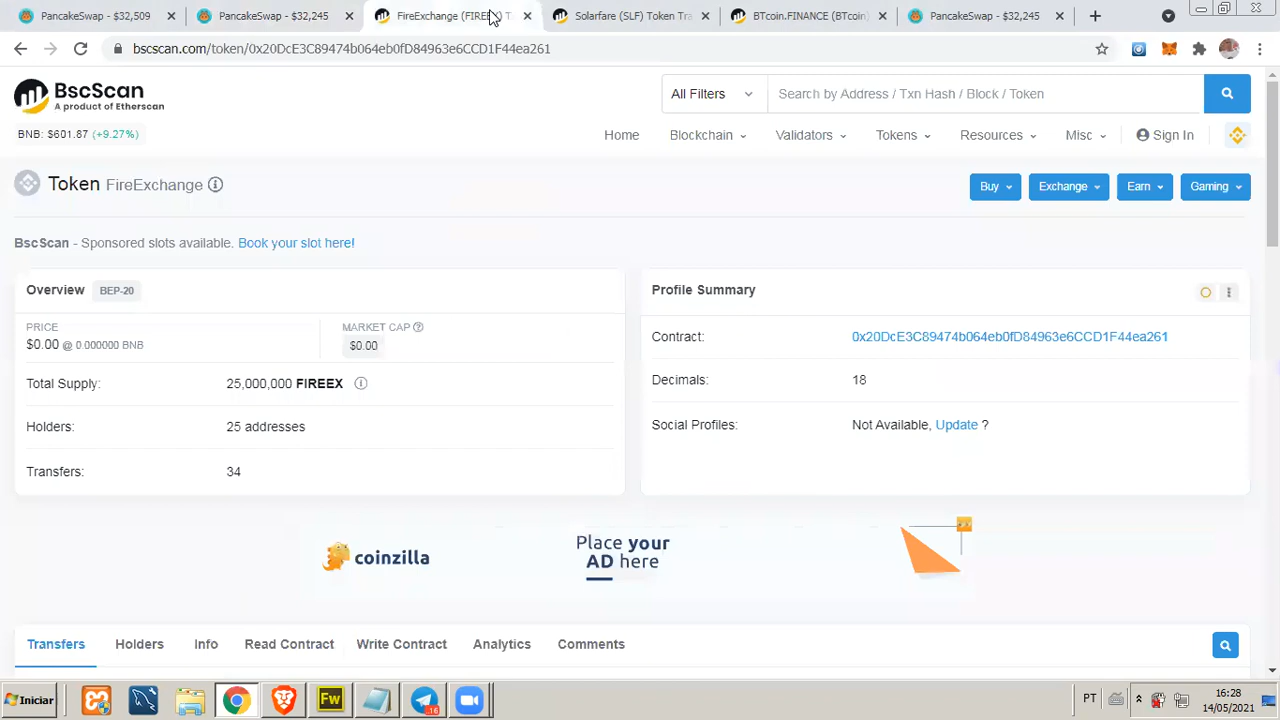 PancakeSwap - $32,509
PancakeSwap - $32,245
FireExchange (FIREEX) T
Solarfare (SLF) Token Tra
BTcoin.FINANCE (BTcoin)
PancakeSwap - $32,245
bscscan.com/token/0x20DcE3C89474b064eb0fD84963e6CCD1F44ea261
BscScan
A product of Etherscan
All Filters
Search by Address / Txn Hash / Block / Token
BNB: $601.87 (+9.27%)
Home
Blockchain
Validators
Tokens
Resources
Misc
Sign In
Token FireExchange
Buy
Exchange
Earn
Gaming
BscScan - Sponsored slots available. Book your slot here!
Overview BEP-20
Profile Summary
PRICE
$0.00 @ 0.000000 BNB
MARKET CAP
$0.00
Contract: 0x20DcE3C89474b064eb0fD84963e6CCD1F44ea261
Total Supply: 25,000,000 FIREEX
Decimals: 18
Holders: 25 addresses
Social Profiles: Not Available, Update ?
Transfers: 34
coinzilla
Place your
AD here
Transfers
Holders
Info
Read Contract
Write Contract
Analytics
Comments
Iniciar
Fw
16
PT
16:28
14/05/2021